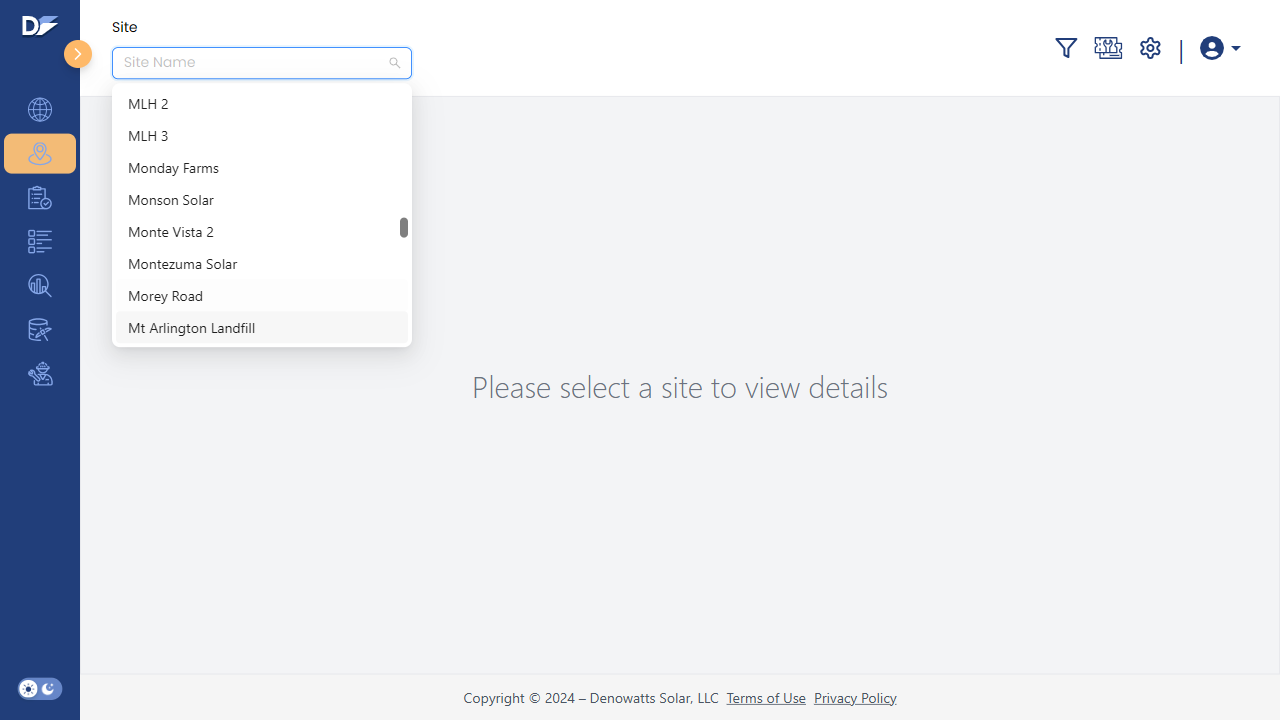 Site
Site Name
MLH 2
MLH 3
Monday Farms
Monson Solar
Monte Vista 2
Montezuma Solar
Morey Road
Mt Arlington Landfill
Please select a site to view details
Copyright © 2024 – Denowatts Solar, LLC Terms of Use Privacy Policy